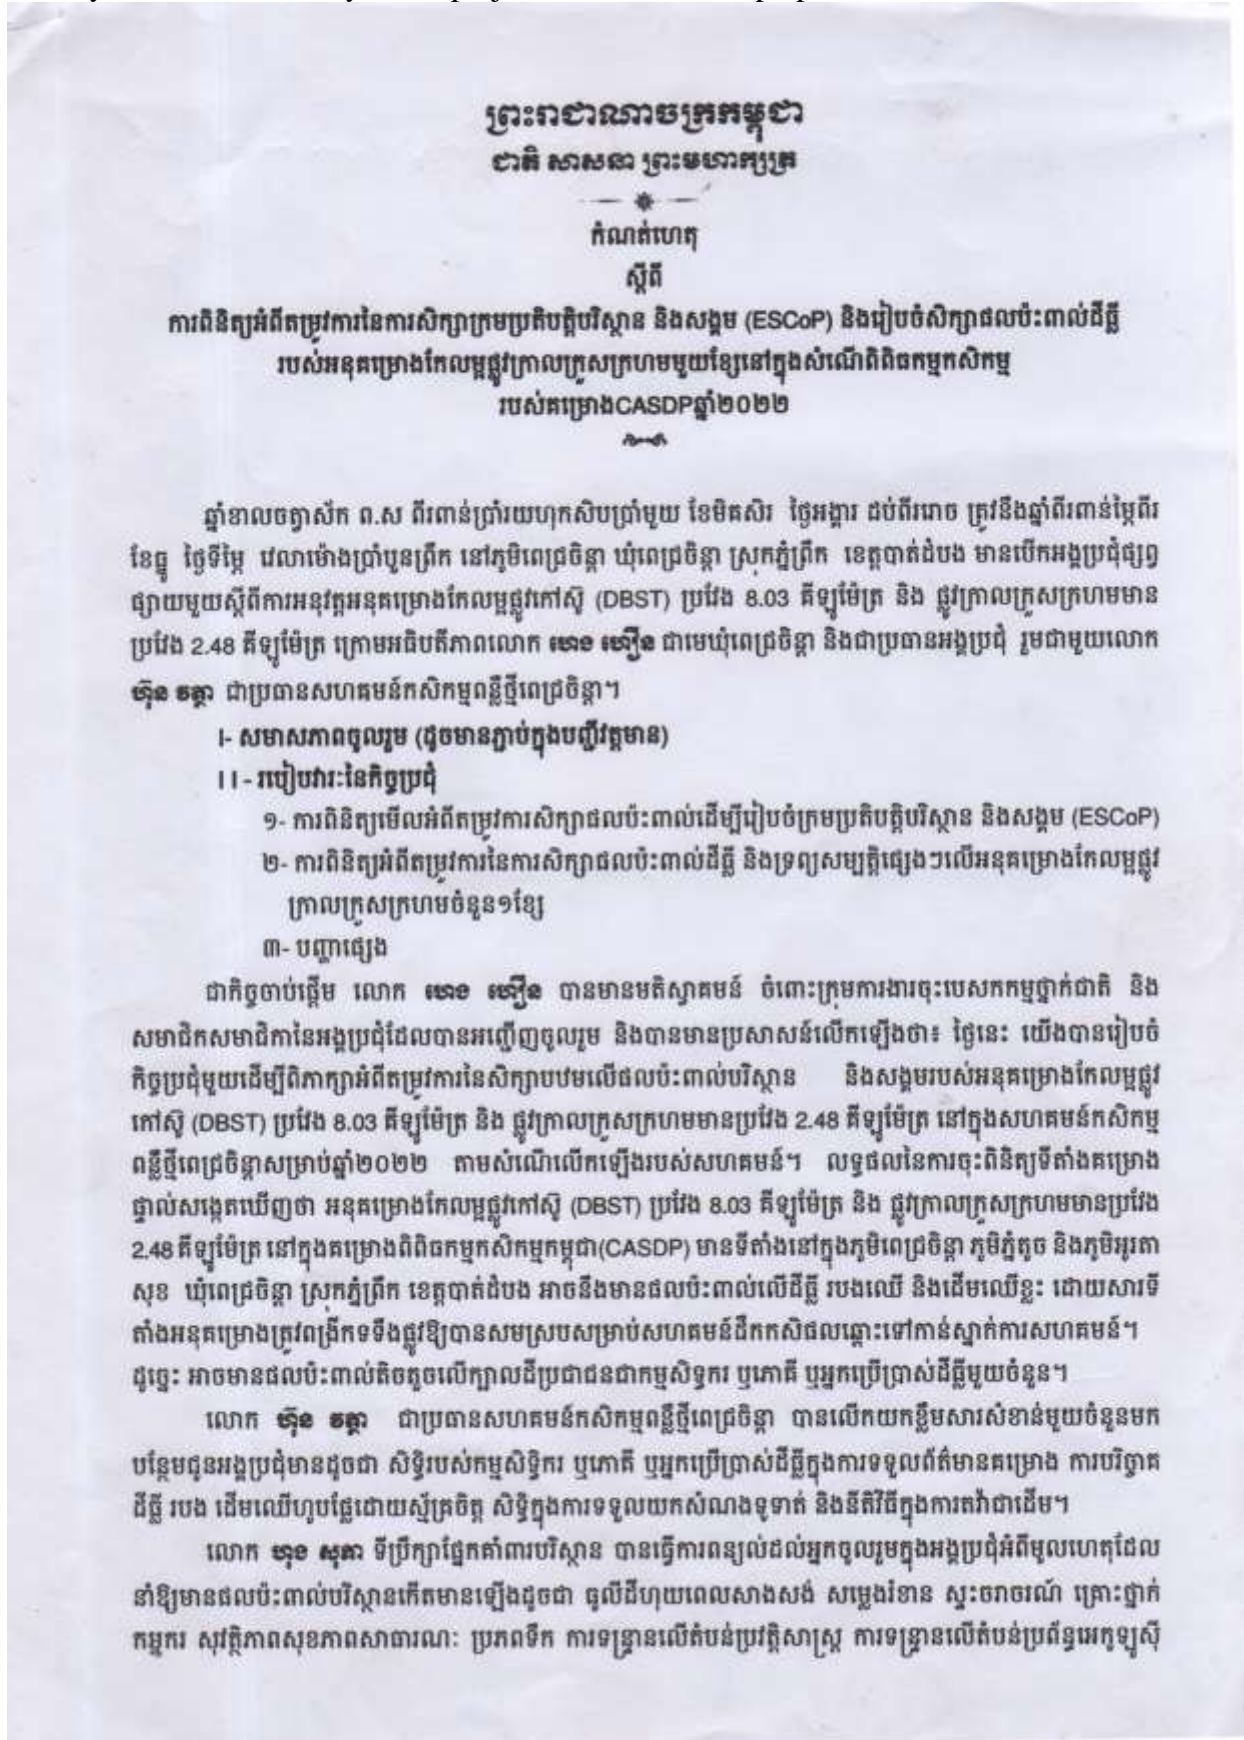 ព្រះរាជាណាចក្រកម្ពុជា
ជាតិ សាសនា ព្រះមហាក្សត្រ
កំណត់ហេតុ
ស្តីពី
ការពិនិត្យអំពីតម្រូវការនៃការសិក្សាក្រមប្រតិបត្តិបរិស្ថាន និងសង្គម (ESCoP) និងរៀបចំសិក្សាផលប៉ះពាល់ដីធ្លី
របស់អនុគម្រោងកែលម្អផ្លូវក្រាលក្រួសក្រហមមួយខ្សែនៅក្នុងសំណើពិពិធកម្មកសិកម្ម
របស់គម្រោងCASDPឆ្នាំ២០២២
ឆ្នាំខាលចត្វាស័ក ព.ស ពីរពាន់ប្រាំរយហុកសិបប្រាំមួយ ខែមិគសិរ ថ្ងៃអង្គារ ដប់ពីររោច ត្រូវនឹងឆ្នាំពីរពាន់ម្ភៃពីរ
ខែធ្នូ ថ្ងៃទីម្ភៃ វេលាម៉ោងប្រាំបួនព្រឹក នៅភូមិពេជ្រចិន្តា ឃុំពេជ្រចិន្តា ស្រុកភ្នំព្រឹក ខេត្តបាត់ដំបង មានបើកអង្គប្រជុំផ្សព្វ
ផ្សាយមួយស្តីពីការអនុវត្តអនុគម្រោងកែលម្អផ្លូវកៅស៊ូ (DBST) ប្រវែង 8.03 គីឡូម៉ែត្រ និង ផ្លូវក្រាលក្រួសក្រហមមាន
ប្រវែង 2.48 គីឡូម៉ែត្រ ក្រោមអធិបតីភាពលោក ហេង ហឿន ជាមេឃុំពេជ្រចិន្តា និងជាប្រធានអង្គប្រជុំ រួមជាមួយលោក
ហ៊ុន វត្ថា ជាប្រធានសហគមន៍កសិកម្មពន្លឺថ្មីពេជ្រចិន្តា។
I- សមាសភាពចូលរួម (ដូចមានភ្ជាប់ក្នុងបញ្ជីវត្តមាន)
II - របៀបវារៈនៃកិច្ចប្រជុំ
១- ការពិនិត្យមើលអំពីតម្រូវការសិក្សាផលប៉ះពាល់ដើម្បីរៀបចំក្រមប្រតិបត្តិបរិស្ថាន និងសង្គម (ESCoP)
២- ការពិនិត្យអំពីតម្រូវការនៃការសិក្សាផលប៉ះពាល់ដីធ្លី និងទ្រព្យសម្បត្តិផ្សេងៗលើអនុគម្រោងកែលម្អផ្លូវ
ក្រាលក្រួសក្រហមចំនួន១ខ្សែ
៣- បញ្ហាផ្សេង
ជាកិច្ចចាប់ផ្តើម លោក ហេង ហឿន បានមានមតិស្វាគមន៍ ចំពោះក្រុមការងារចុះបេសកកម្មថ្នាក់ជាតិ និង
សមាជិកសមាជិកានៃអង្គប្រជុំដែលបានអញ្ជើញចូលរួម និងបានមានប្រសាសន៍លើកឡើងថា៖ ថ្ងៃនេះ យើងបានរៀបចំ
កិច្ចប្រជុំមួយដើម្បីពិភាក្សាអំពីតម្រូវការនៃសិក្សាបឋមលើផលប៉ះពាល់បរិស្ថាន និងសង្គមរបស់អនុគម្រោងកែលម្អផ្លូវ
កៅស៊ូ (DBST) ប្រវែង 8.03 គីឡូម៉ែត្រ និង ផ្លូវក្រាលក្រួសក្រហមមានប្រវែង 2.48 គីឡូម៉ែត្រ នៅក្នុងសហគមន៍កសិកម្ម
ពន្លឺថ្មីពេជ្រចិន្តាសម្រាប់ឆ្នាំ២០២២ តាមសំណើលើកឡើងរបស់សហគមន៍។ លទ្ធផលនៃការចុះពិនិត្យទីតាំងគម្រោង
ផ្ទាល់សង្កេតឃើញថា អនុគម្រោងកែលម្អផ្លូវកៅស៊ូ (DBST) ប្រវែង 8.03 គីឡូម៉ែត្រ និង ផ្លូវក្រាលក្រួសក្រហមមានប្រវែង
2.48 គីឡូម៉ែត្រ នៅក្នុងគម្រោងពិពិធកម្មកសិកម្មកម្ពុជា(CASDP) មានទីតាំងនៅក្នុងភូមិពេជ្រចិន្តា ភូមិភ្នំតូច និងភូមិអូរតា
សុខ ឃុំពេជ្រចិន្តា ស្រុកភ្នំព្រឹក ខេត្តបាត់ដំបង អាចនឹងមានផលប៉ះពាល់លើដីធ្លី របងឈើ និងដើមឈើខ្លះ ដោយសារទី
តាំងអនុគម្រោងត្រូវពង្រីកទទឹងផ្លូវឱ្យបានសមស្របសម្រាប់សហគមន៍ដឹកកសិផលឆ្ពោះទៅកាន់ស្នាក់ការសហគមន៍។
ដូច្នេះ អាចមានផលប៉ះពាល់តិចតួចលើក្បាលដីប្រជាជនជាកម្មសិទ្ធករ ឬភោគី ឬអ្នកប្រើប្រាស់ដីធ្លីមួយចំនួន។
លោក ហ៊ុន វត្ថា ជាប្រធានសហគមន៍កសិកម្មពន្លឺថ្មីពេជ្រចិន្តា បានលើកយកខ្លឹមសារសំខាន់មួយចំនួនមក
បន្ថែមជូនអង្គប្រជុំមានដូចជា សិទ្ធិរបស់កម្មសិទ្ធិករ ឬភោគី ឬអ្នកប្រើប្រាស់ដីធ្លីក្នុងការទទួលព័ត៌មានគម្រោង ការបរិច្ចាគ
ដីធ្លី របង ដើមឈើហូបផ្លែដោយស្ម័គ្រចិត្ត សិទ្ធិក្នុងការទទួលយកសំណងទូទាត់ និងនីតិវិធីក្នុងការតវ៉ាជាដើម។
លោក ហុង សុតា ទីប្រឹក្សាផ្នែកគាំពារបរិស្ថាន បានធ្វើការពន្យល់ដល់អ្នកចូលរួមក្នុងអង្គប្រជុំអំពីមូលហេតុដែល
នាំឱ្យមានផលប៉ះពាល់បរិស្ថានកើតមានឡើងដូចជា ធូលីដីហុយពេលសាងសង់ សម្លេងរំខាន ស្ទះចរាចរណ៍ គ្រោះថ្នាក់
កម្មករ សុវត្ថិភាពសុខភាពសាធារណៈ ប្រភពទឹក ការទន្ទ្រានលើតំបន់ប្រវត្តិសាស្ត្រ ការទន្ទ្រានលើតំបន់ប្រព័ន្ធអេកូឡូស៊ី